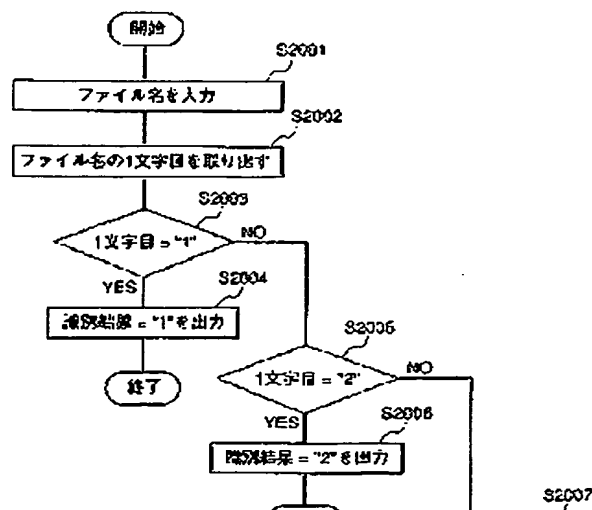 開始
S2001
ファイル名を入力
S2002
ファイル名の1文字目を取り出す
S2003
1文字目 = "1"
NO
YES
S2004
識別結果 = "1"を出力
終了
S2005
1文字目 = "2"
NO
YES
S2006
識別結果 = "2"を出力
S2007